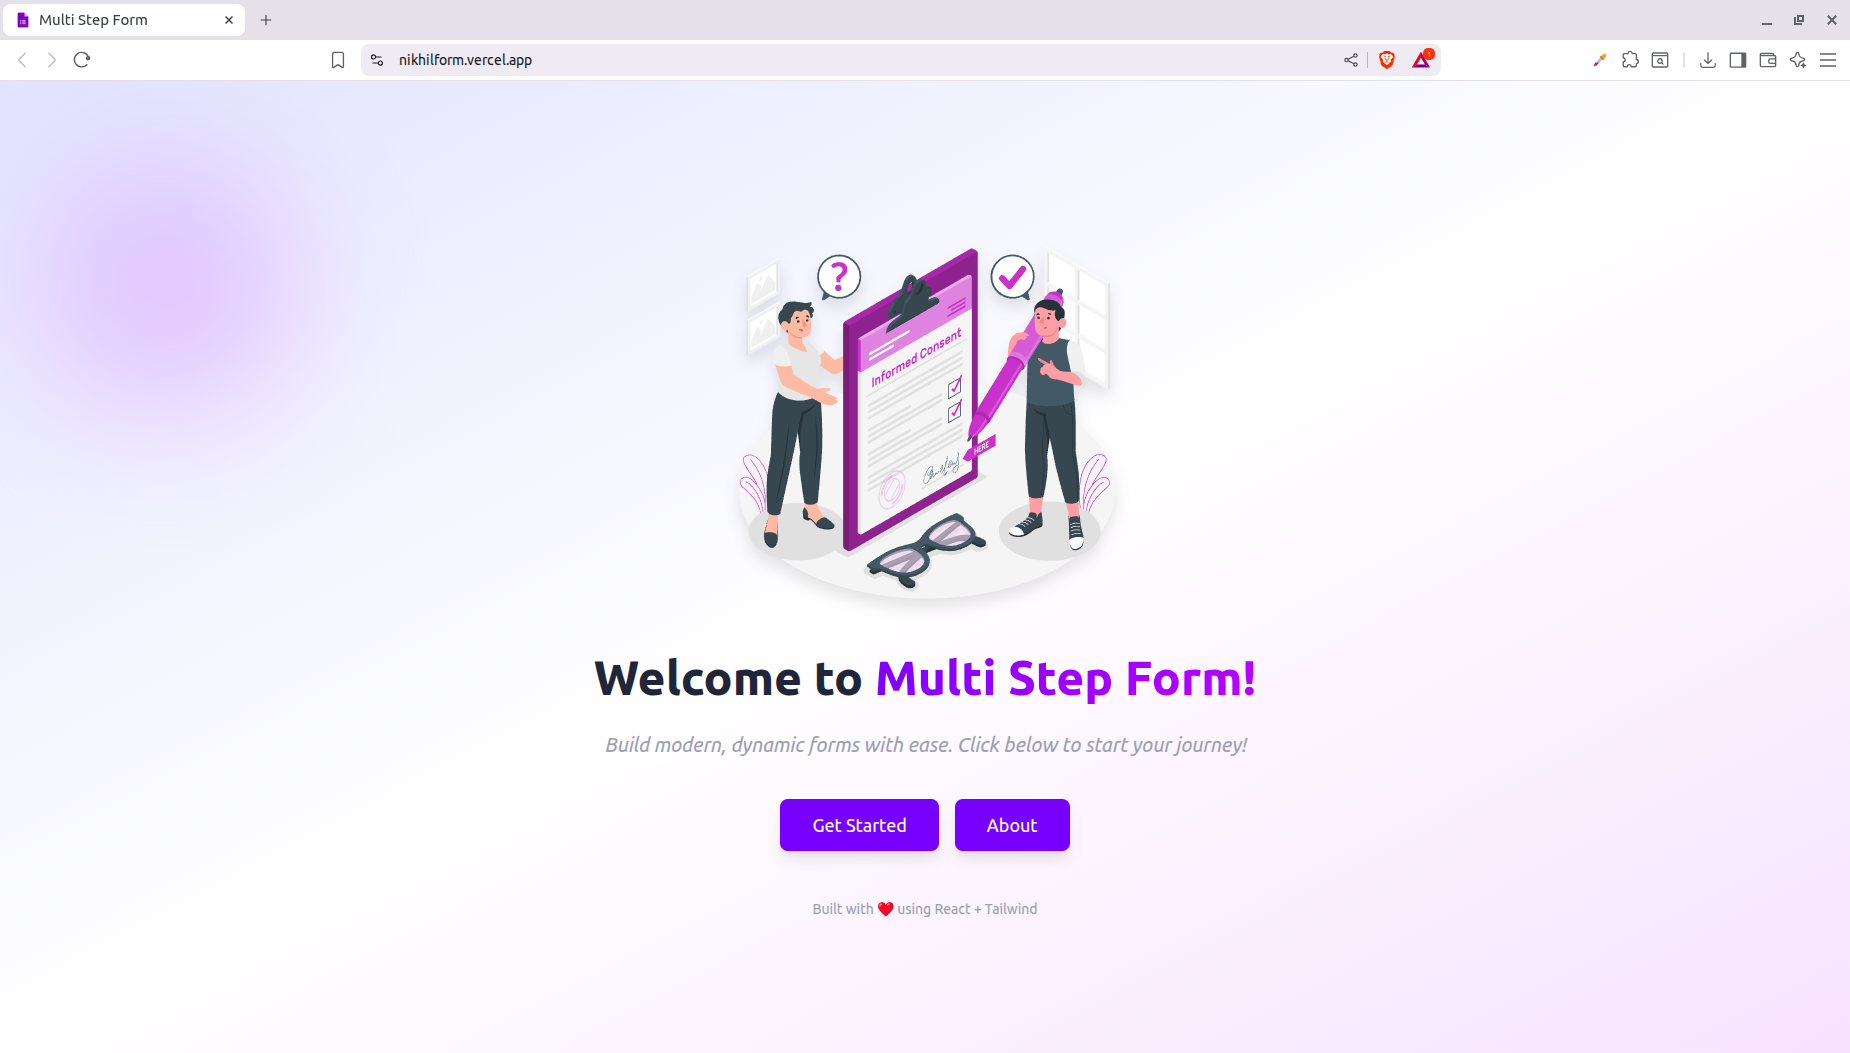 Multi Step Form
nikhilform.vercel.app
1
?
Informed Consent
HERE
Welcome to Multi Step Form!
Build modern, dynamic forms with ease. Click below to start your journey!
Get Started
About
Built with ❤️ using React + Tailwind